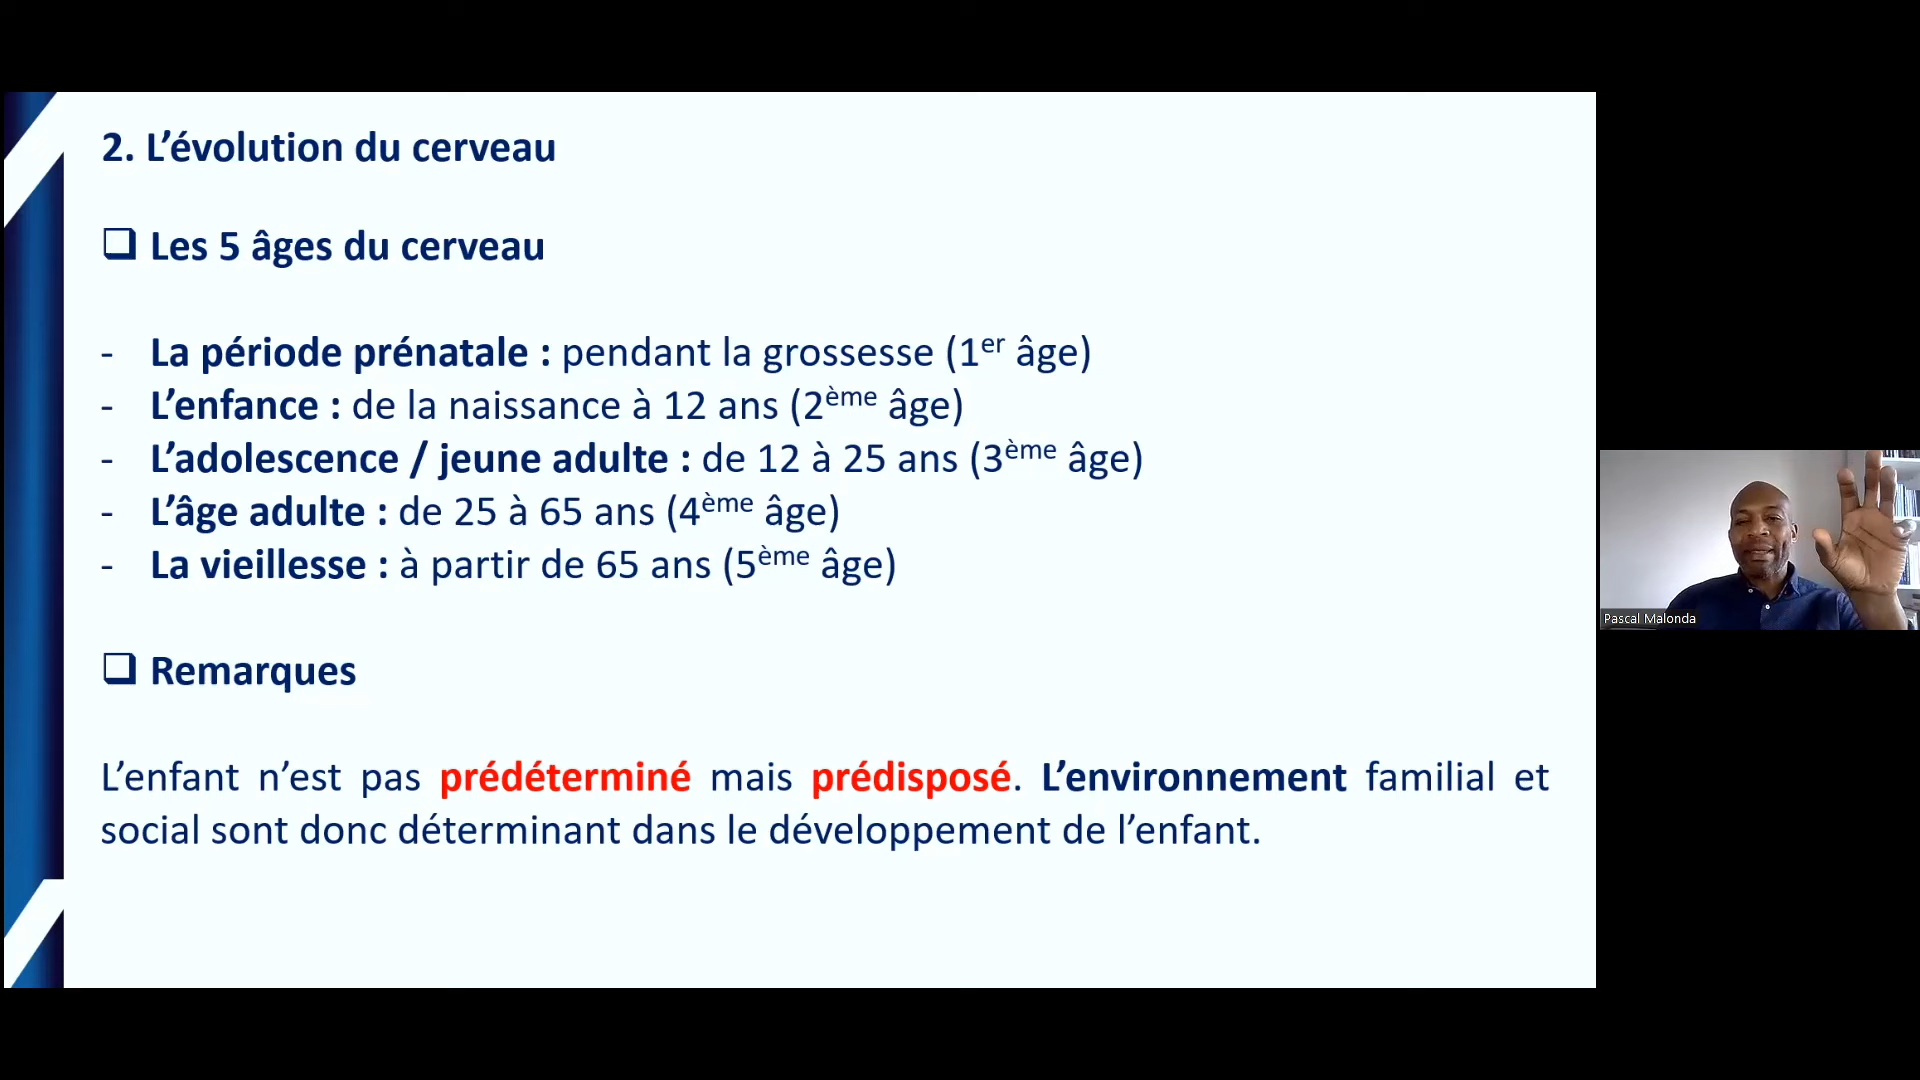 2. L’évolution du cerveau
❑ Les 5 âges du cerveau
- La période prénatale : pendant la grossesse (1er âge)
- L’enfance : de la naissance à 12 ans (2ème âge)
- L’adolescence / jeune adulte : de 12 à 25 ans (3ème âge)
- L’âge adulte : de 25 à 65 ans (4ème âge)
- La vieillesse : à partir de 65 ans (5ème âge)
❑ Remarques
L’enfant n’est pas prédéterminé mais prédisposé. L’environnement familial et
social sont donc déterminant dans le développement de l’enfant.
Pascal Malonda